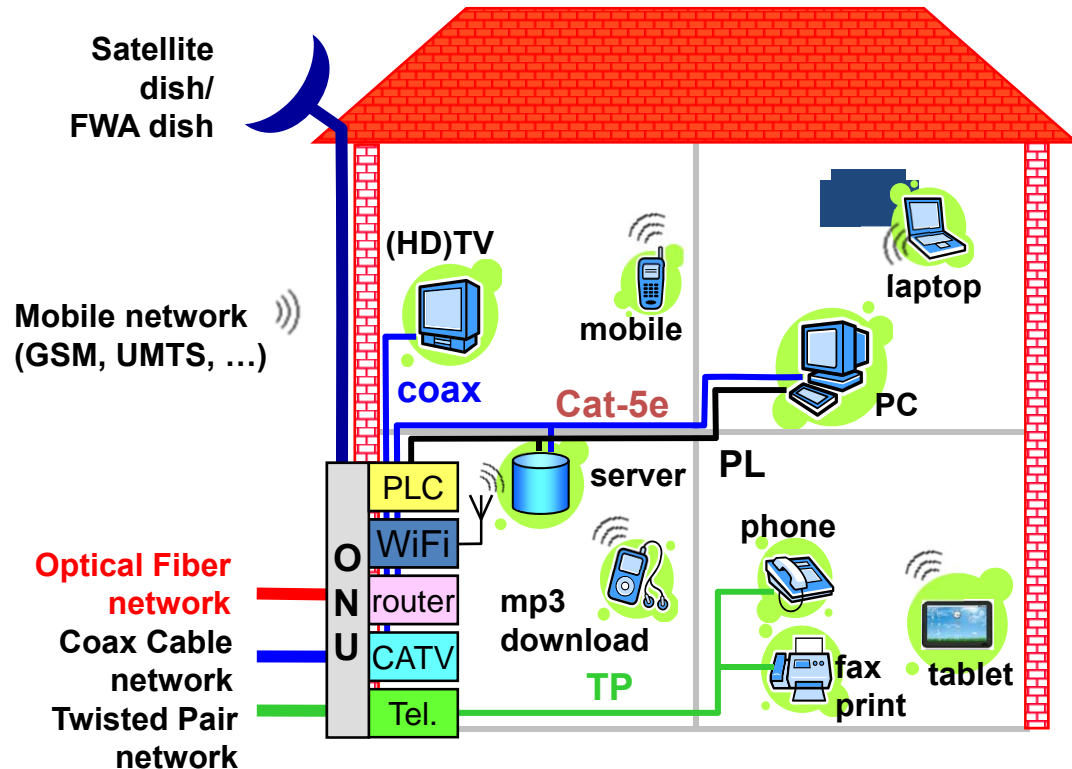 Satellite
dish/
FWA dish
(HD)TV
mobile
laptop
Mobile network
(GSM, UMTS, …)
coax
Cat-5e
PC
PL
server
PLC
WiFi
router
CATV
Tel.
O
N
U
Optical Fiber
network
Coax Cable
network
Twisted Pair
network
mp3
download
TP
phone
fax
print
tablet